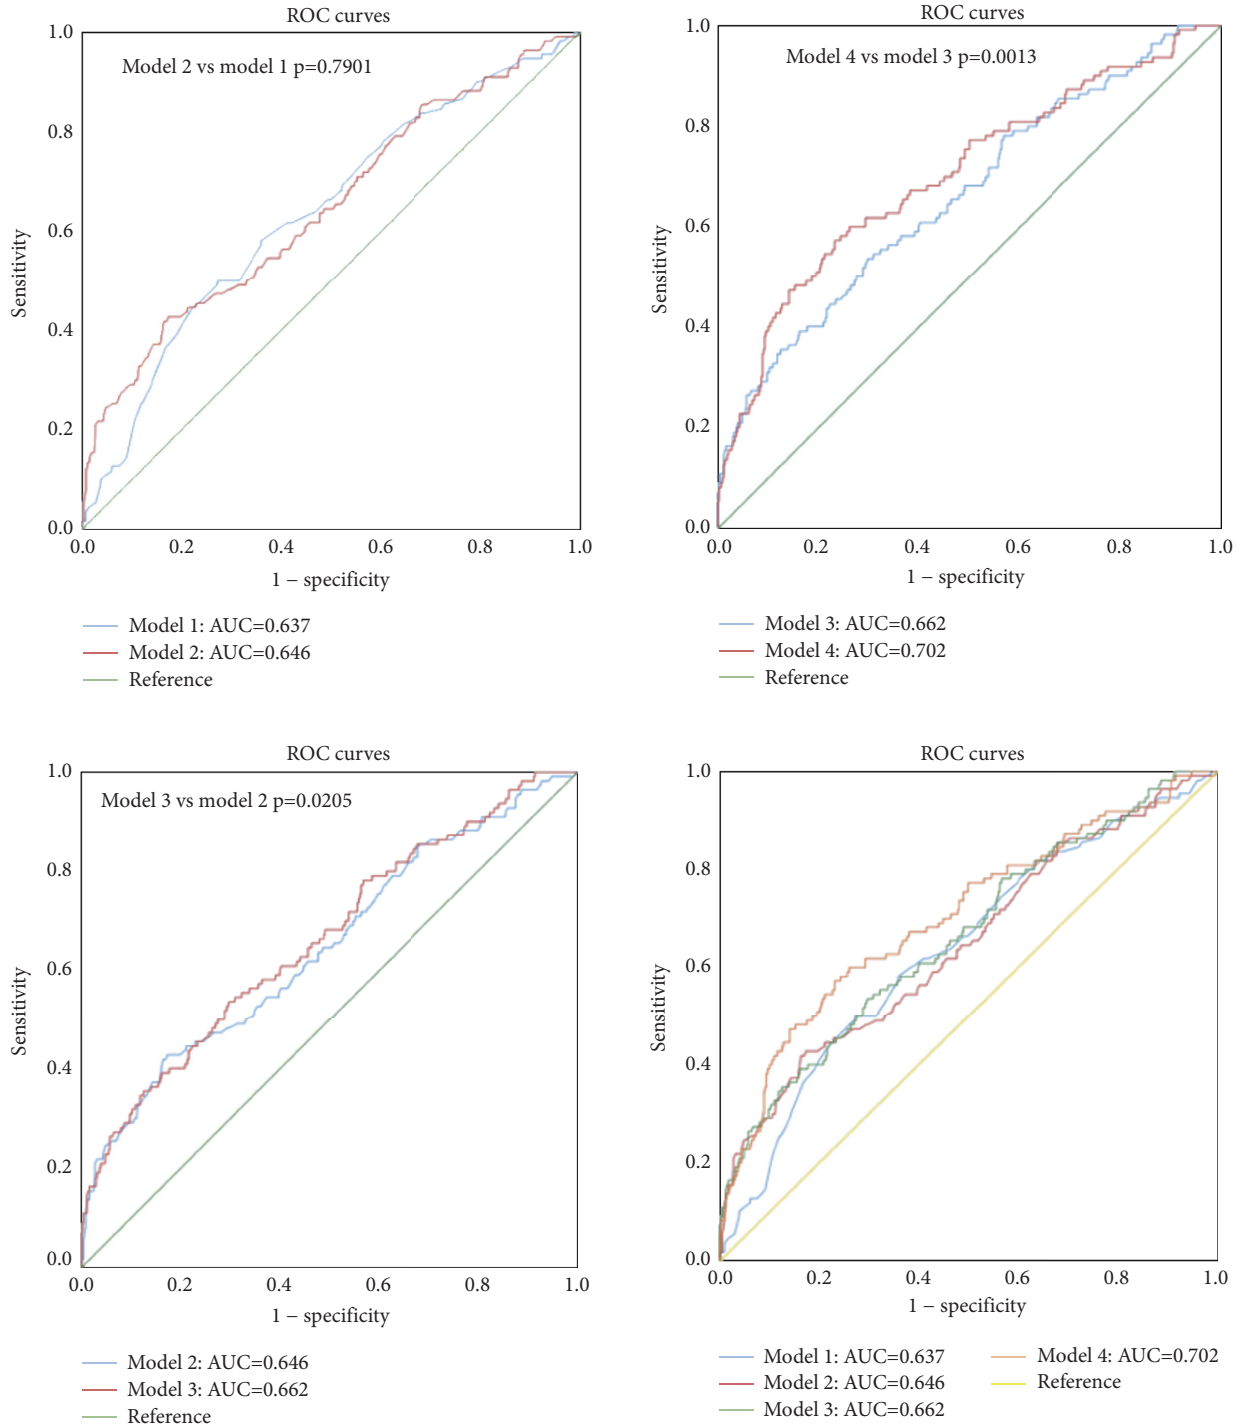 ROC curves
Model 2 vs model 1 p=0.7901
Sensitivity
1.0
0.8
0.6
0.4
0.2
0.0
0.0 0.2 0.4 0.6 0.8 1.0
1 − specificity
Model 1: AUC=0.637
Model 2: AUC=0.646
Reference
ROC curves
Model 4 vs model 3 p=0.0013
Sensitivity
1.0
0.8
0.6
0.4
0.2
0.0
0.0 0.2 0.4 0.6 0.8 1.0
1 − specificity
Model 3: AUC=0.662
Model 4: AUC=0.702
Reference
ROC curves
Model 3 vs model 2 p=0.0205
Sensitivity
1.0
0.8
0.6
0.4
0.2
0.0
0.0 0.2 0.4 0.6 0.8 1.0
1 − specificity
Model 2: AUC=0.646
Model 3: AUC=0.662
Reference
ROC curves
Sensitivity
1.0
0.8
0.6
0.4
0.2
0.0
0.0 0.2 0.4 0.6 0.8 1.0
1 − specificity
Model 1: AUC=0.637
Model 2: AUC=0.646
Model 3: AUC=0.662
Model 4: AUC=0.702
Reference